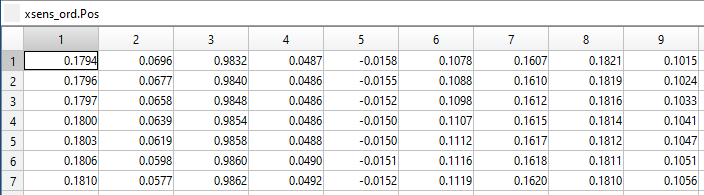 xsens_ord.Pos
1 2 3 4 5 6 7 8 9
1 0.1794 0.0696 0.9832 0.0487 -0.0158 0.1078 0.1607 0.1821 0.1015
2 0.1796 0.0677 0.9840 0.0486 -0.0155 0.1088 0.1610 0.1819 0.1024
3 0.1797 0.0658 0.9848 0.0486 -0.0152 0.1098 0.1612 0.1816 0.1033
4 0.1800 0.0639 0.9854 0.0486 -0.0150 0.1107 0.1615 0.1814 0.1041
5 0.1803 0.0619 0.9858 0.0488 -0.0150 0.1112 0.1617 0.1812 0.1047
6 0.1806 0.0598 0.9860 0.0490 -0.0151 0.1116 0.1618 0.1811 0.1051
7 0.1810 0.0577 0.9862 0.0492 -0.0152 0.1119 0.1620 0.1810 0.1056